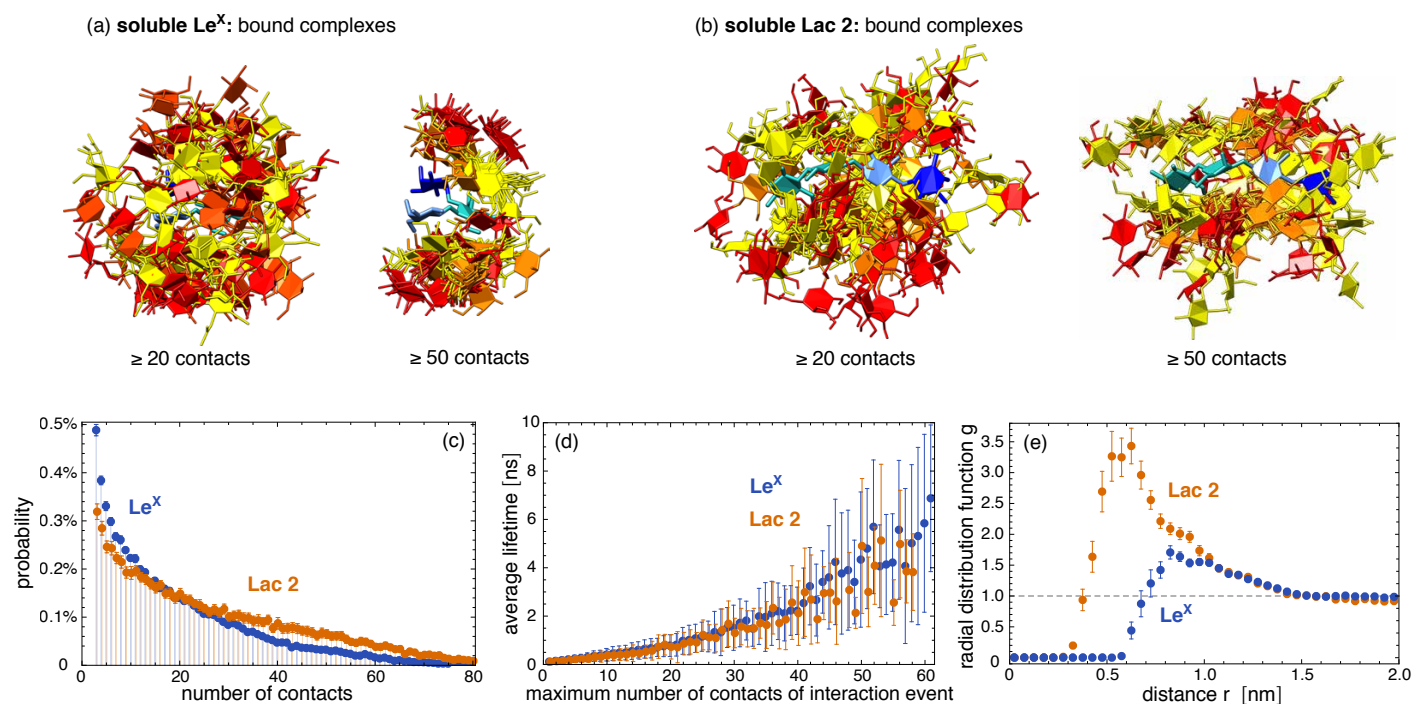 (a) soluble Le^X: bound complexes
(b) soluble Lac 2: bound complexes
≥ 20 contacts
≥ 50 contacts
≥ 20 contacts
≥ 50 contacts
(c)
probability
0.5%
0.4%
0.3%
0.2%
0.1%
0
Le^X
Lac 2
0 20 40 60 80
number of contacts
(d)
average lifetime [ns]
10
8
6
4
2
0
Le^X
Lac 2
0 10 20 30 40 50 60
maximum number of contacts of interaction event
(e)
radial distribution function g
3.5
3.0
2.5
2.0
1.5
1.0
0.5
0
Lac 2
Le^X
0 0.5 1.0 1.5 2.0
distance r [nm]